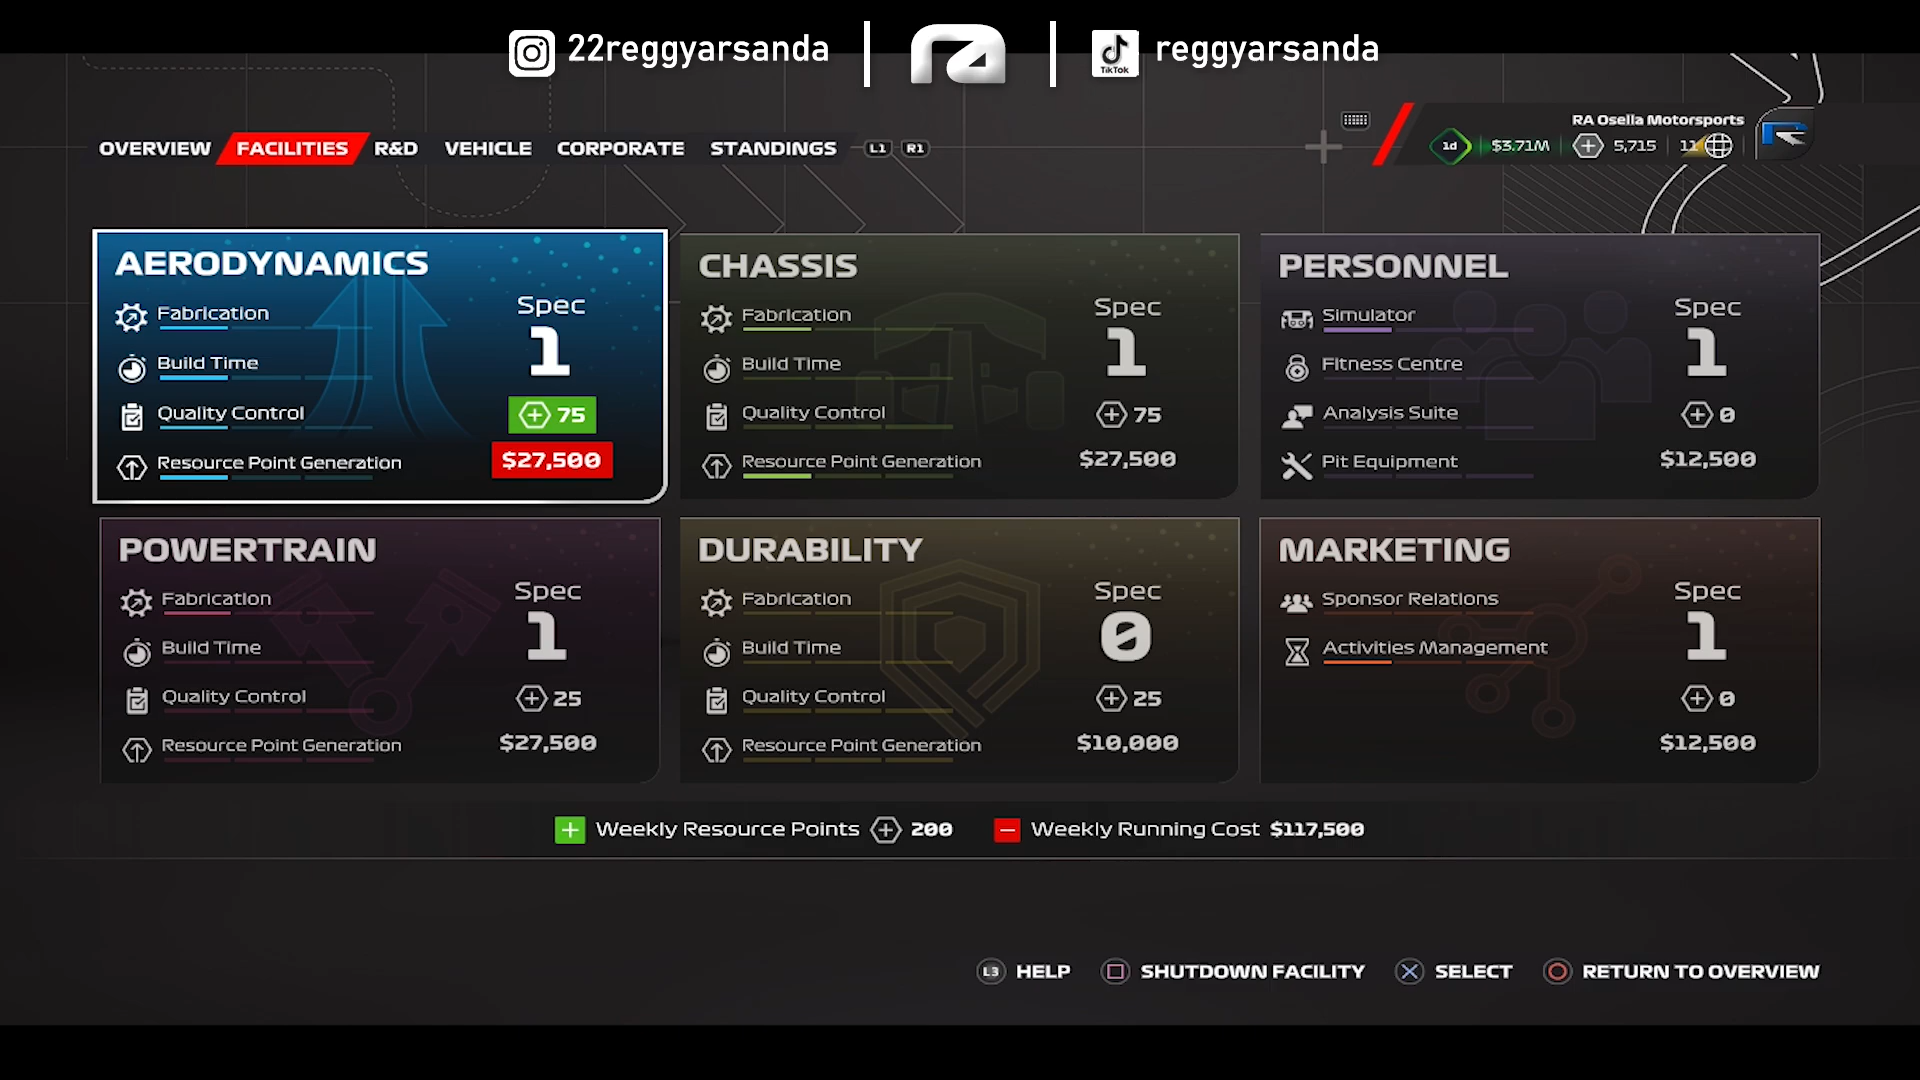 22reggyarsanda
TikTok
reggyarsanda
OVERVIEW FACILITIES R&D VEHICLE CORPORATE STANDINGS L1 R1
RA Osella Motorsports
1d $3.71M 5,715 11
AERODYNAMICS
Fabrication
Build Time
Quality Control
Resource Point Generation
Spec
1
75
$27,500
CHASSIS
Fabrication
Build Time
Quality Control
Resource Point Generation
Spec
1
75
$27,500
PERSONNEL
Simulator
Fitness Centre
Analysis Suite
Pit Equipment
Spec
1
0
$12,500
POWERTRAIN
Fabrication
Build Time
Quality Control
Resource Point Generation
Spec
1
25
$27,500
DURABILITY
Fabrication
Build Time
Quality Control
Resource Point Generation
Spec
0
25
$10,000
MARKETING
Sponsor Relations
Activities Management
Spec
1
0
$12,500
Weekly Resource Points 200 Weekly Running Cost $117,500
L3 HELP SHUTDOWN FACILITY SELECT RETURN TO OVERVIEW